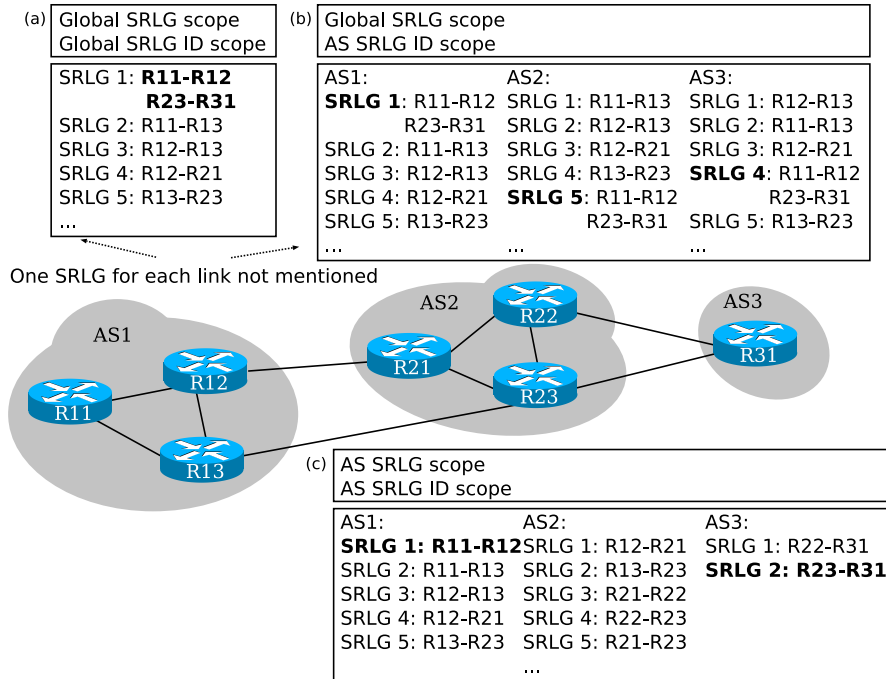 (a)
Global SRLG scope
Global SRLG ID scope
SRLG 1: R11-R12
R23-R31
SRLG 2: R11-R13
SRLG 3: R12-R13
SRLG 4: R12-R21
SRLG 5: R13-R23
...
(b)
Global SRLG scope
AS SRLG ID scope
AS1:
SRLG 1: R11-R12
R23-R31
SRLG 2: R11-R13
SRLG 3: R12-R13
SRLG 4: R12-R21
SRLG 5: R13-R23
...
AS2:
SRLG 1: R11-R13
SRLG 2: R12-R13
SRLG 3: R12-R21
SRLG 4: R13-R23
SRLG 5: R11-R12
R23-R31
...
AS3:
SRLG 1: R12-R13
SRLG 2: R11-R13
SRLG 3: R12-R21
SRLG 4: R11-R12
R23-R31
SRLG 5: R13-R23
...
One SRLG for each link not mentioned
AS1
R11
R12
R13
AS2
R21
R22
R23
AS3
R31
(c)
AS SRLG scope
AS SRLG ID scope
AS1:
SRLG 1: R11-R12
SRLG 2: R11-R13
SRLG 3: R12-R13
SRLG 4: R12-R21
SRLG 5: R13-R23
AS2:
SRLG 1: R12-R21
SRLG 2: R13-R23
SRLG 3: R21-R22
SRLG 4: R22-R23
SRLG 5: R21-R23
...
AS3:
SRLG 1: R22-R31
SRLG 2: R23-R31